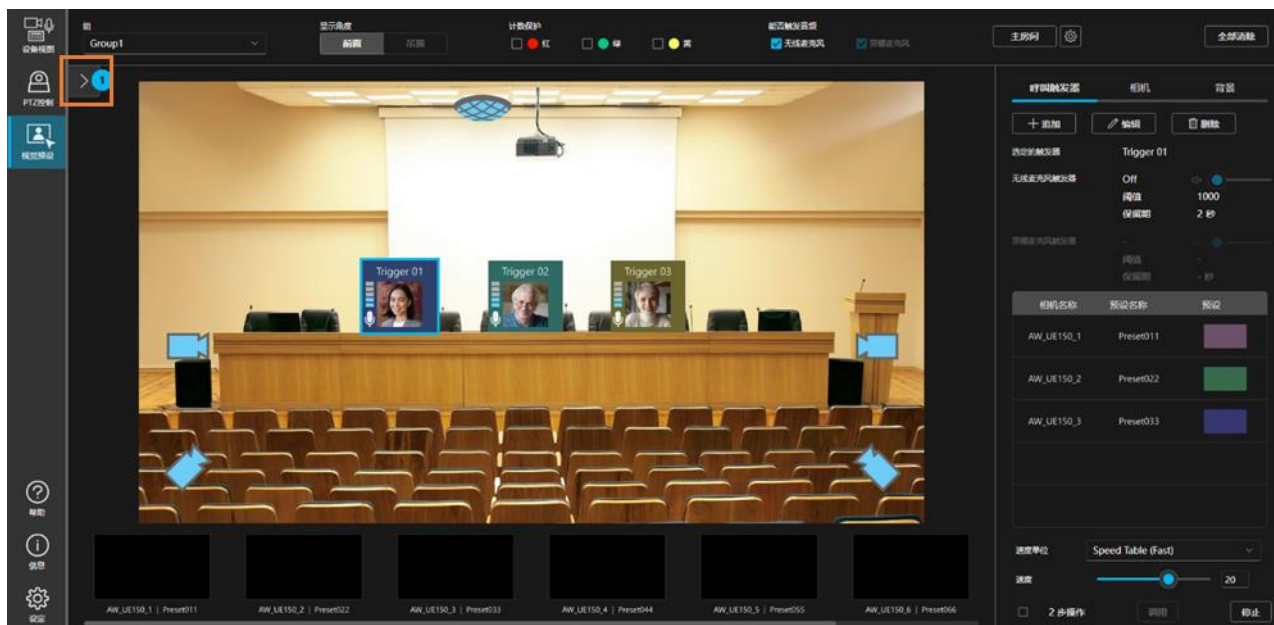 设备视图
PTZ控制
视觉预设
帮助
信息
设定
组
Group1
显示角度
前面
吊顶
计数保护
红
绿
黄
能否触发音频
无线麦克风
顶棚麦克风
主房间
全部清除
1
Trigger 01
Trigger 02
Trigger 03
AW_UE150_1 | Preset011
AW_UE150_2 | Preset022
AW_UE150_3 | Preset033
AW_UE150_4 | Preset044
AW_UE150_5 | Preset055
AW_UE150_6 | Preset066
呼叫触发器 相机 背景
追加 编辑 删除
选定的触发器 Trigger 01
无线麦克风触发器 Off
阈值 1000
保留期 2 秒
顶棚麦克风触发器 -
阈值 -
保留期 - 秒
相机名称 预设名称 预设
AW_UE150_1 Preset011
AW_UE150_2 Preset022
AW_UE150_3 Preset033
速度单位 Speed Table (Fast)
速度 20
2 步操作 调用 停止